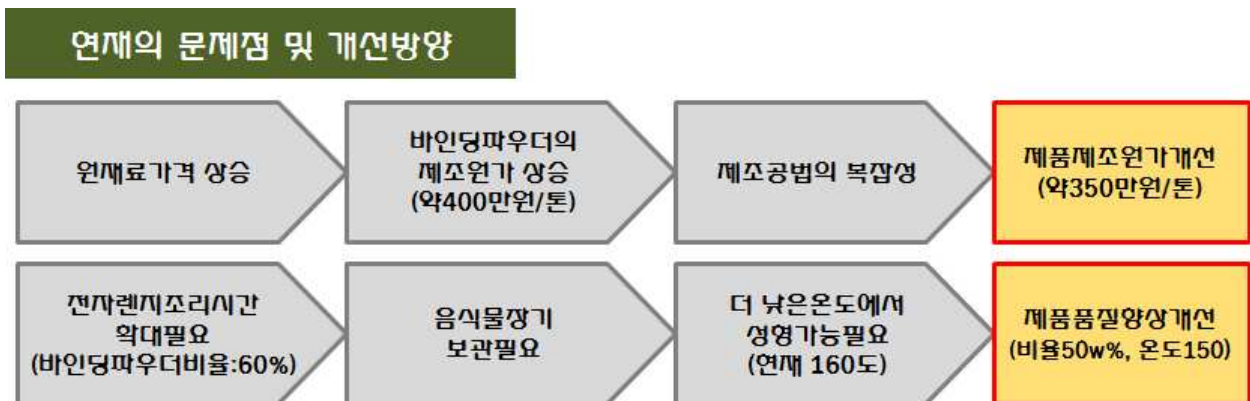 현재의 문제점 및 개선방향
원재료가격 상승
바인딩파우더의
제조원가 상승
(약400만원/톤)
제조공법의 복잡성
제품제조원가개선
(약350만원/톤)
전자렌지조리시간
확대필요
(바인딩파우더비율:60%)
음식물장기
보관필요
더 낮은온도에서
성형가능필요
(현재 160도)
제품품질향상개선
(비율50w%, 온도150)